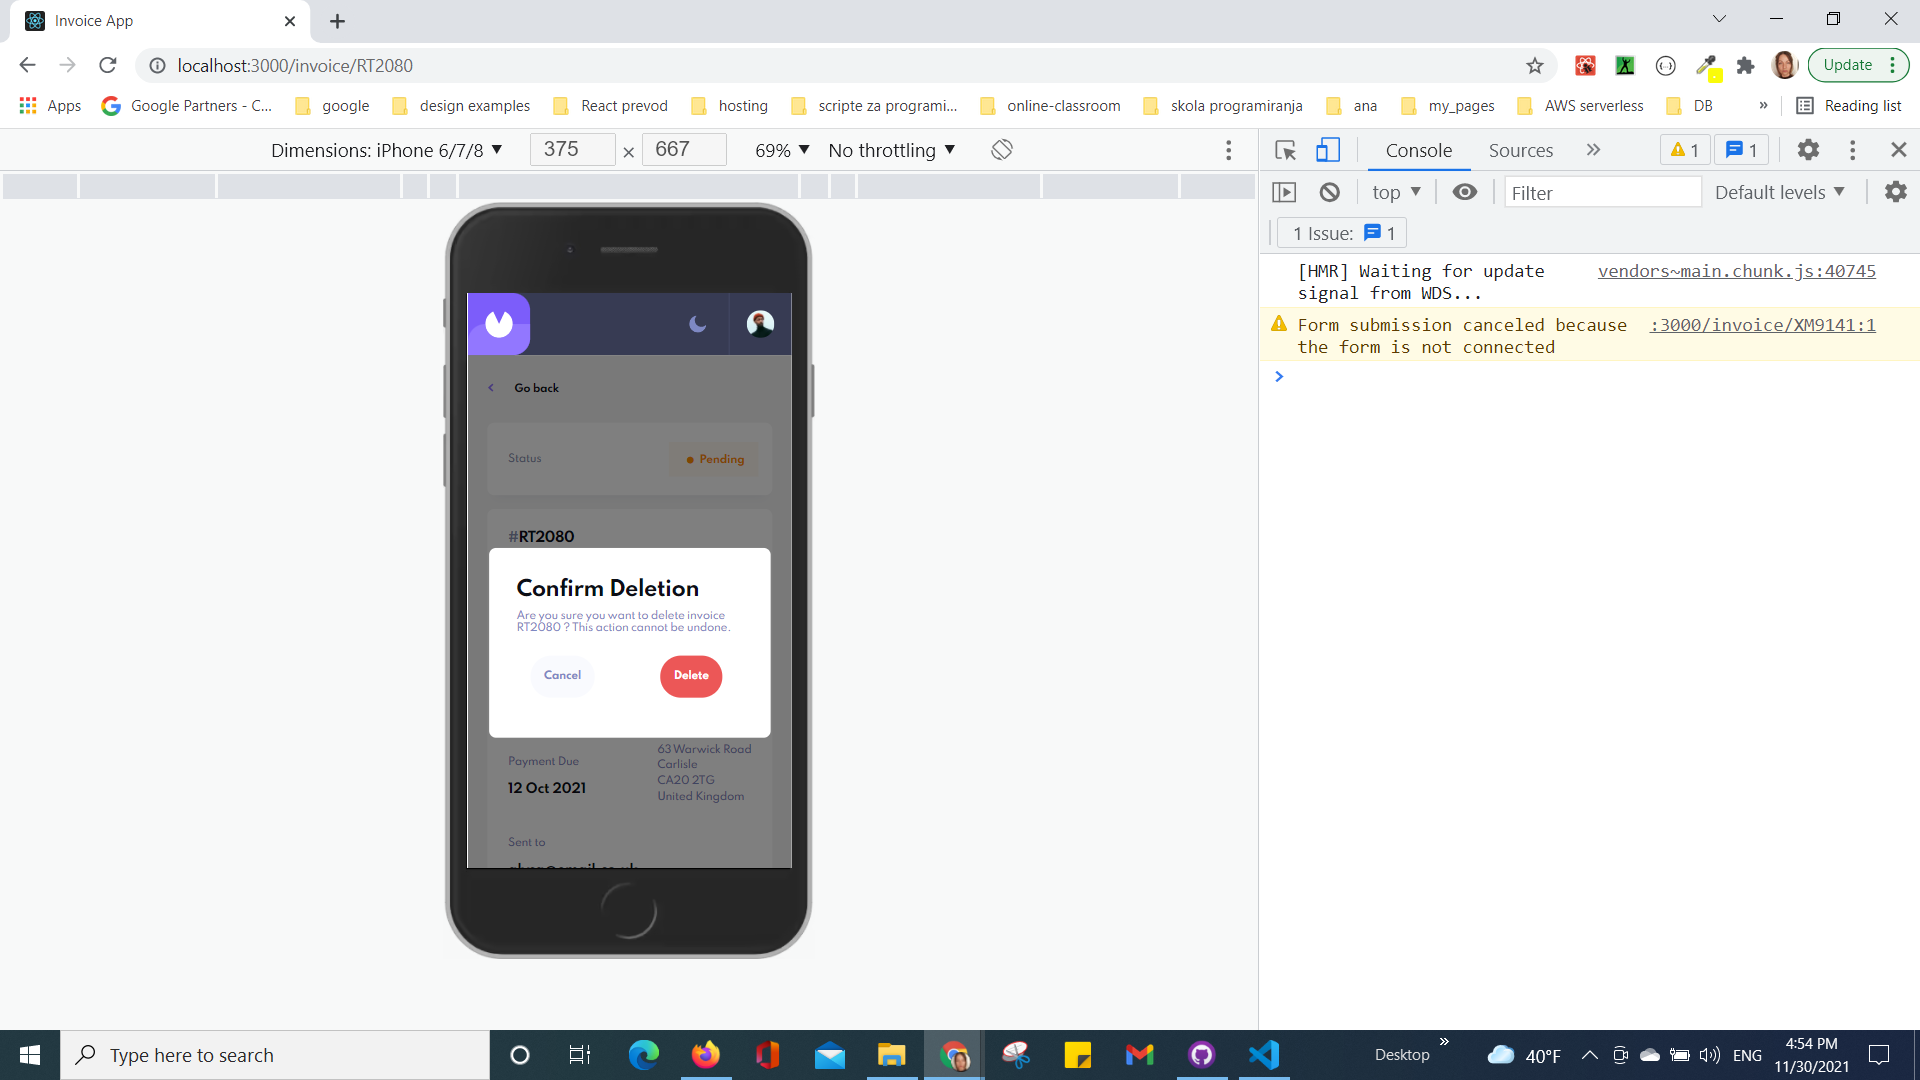 Invoice App
localhost:3000/invoice/RT2080
Update
Apps
Google Partners - C...
google
design examples
React prevod
hosting
scripte za programi...
online-classroom
skola programiranja
ana
my_pages
AWS serverless
DB
»
Reading list
Dimensions: iPhone 6/7/8
375 × 667
69%
No throttling
Console
Sources
1
1
top
Filter
Default levels
1 Issue: 1
[HMR] Waiting for update vendors~main.chunk.js:40745
signal from WDS...
Form submission canceled because :3000/invoice/XM9141:1
the form is not connected
Go back
Status
Pending
#RT2080
Confirm Deletion
Are you sure you want to delete invoice
RT2080 ? This action cannot be undone.
Cancel
Delete
63 Warwick Road
Payment Due
Carlisle
CA20 2TG
12 Oct 2021
United Kingdom
Sent to
Type here to search
Desktop
40°F
ENG
4:54 PM
11/30/2021